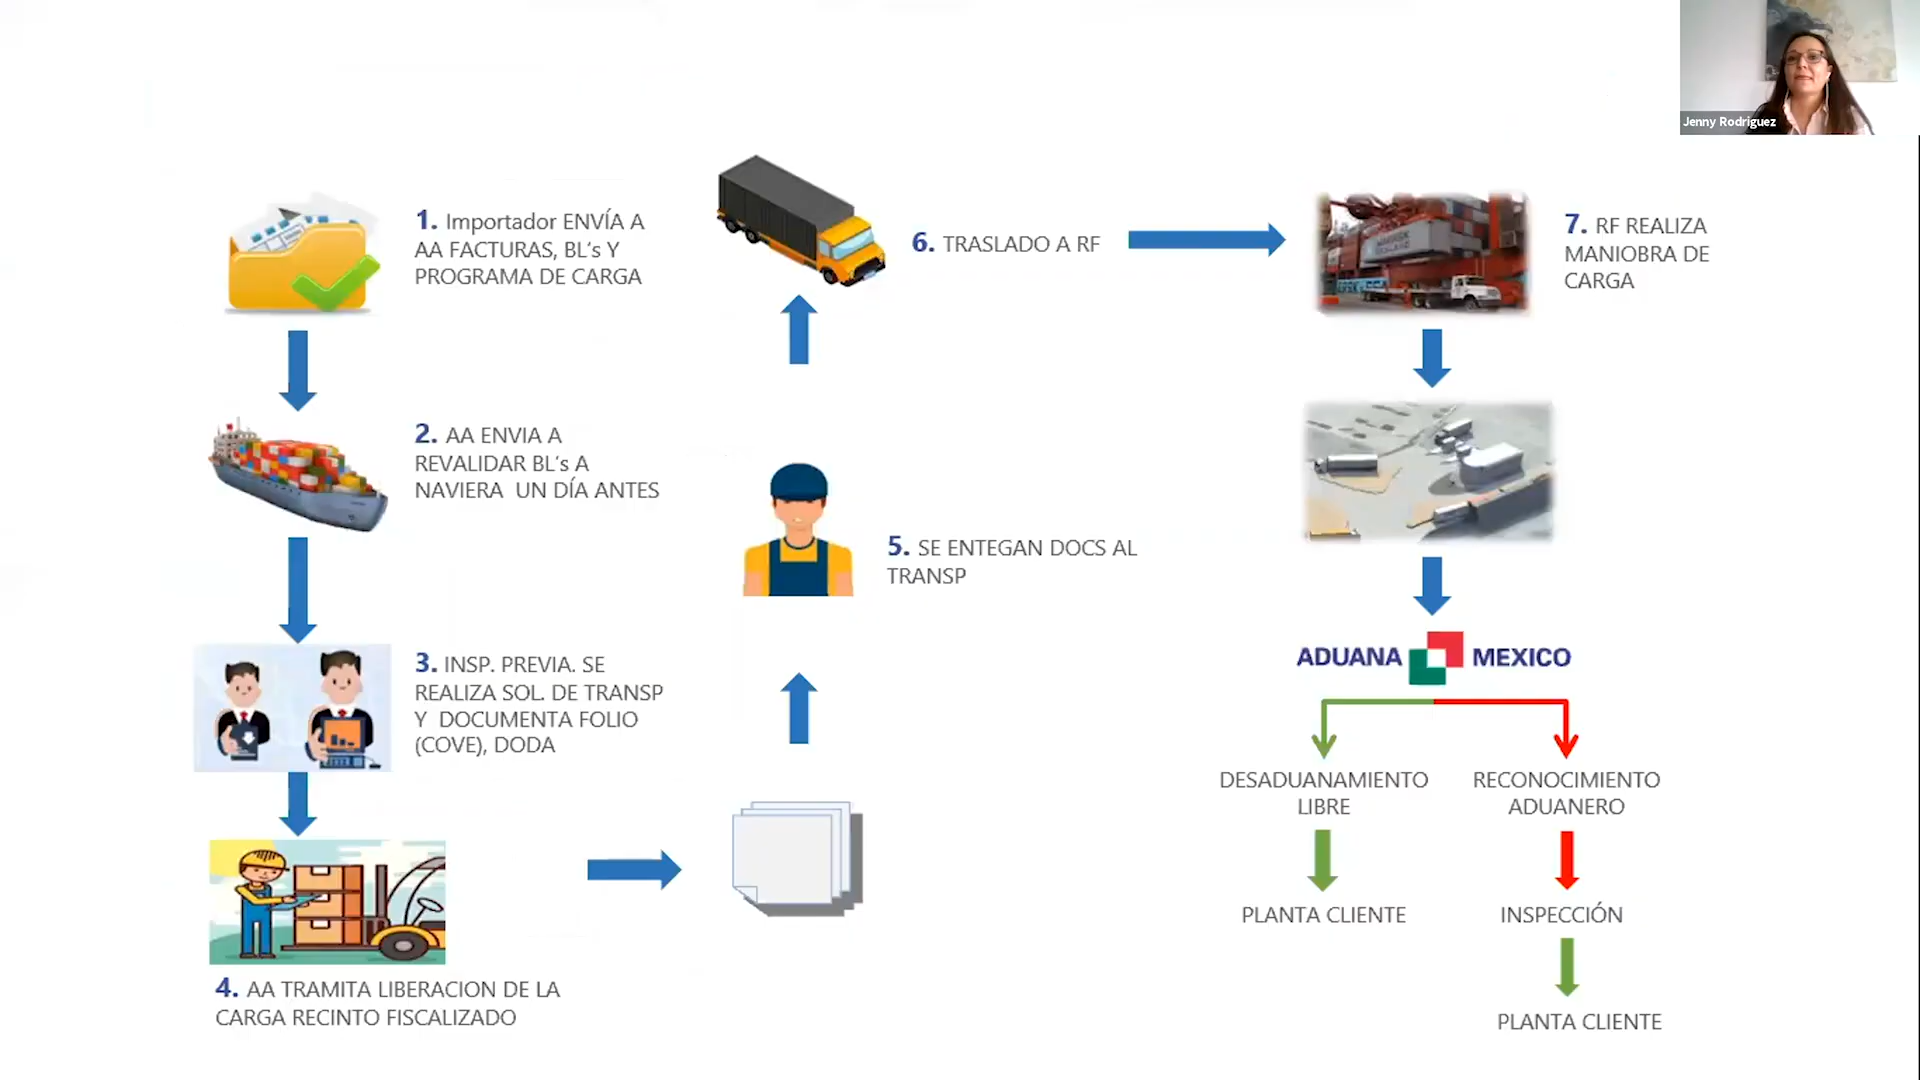 Jenny Rodriguez
1. Importador ENVÍA A
AA FACTURAS, BL's Y
PROGRAMA DE CARGA
2. AA ENVIA A
REVALIDAR BL's A
NAVIERA UN DÍA ANTES
3. INSP. PREVIA. SE
REALIZA SOL. DE TRANSP
Y DOCUMENTA FOLIO
(COVE), DODA
4. AA TRAMITA LIBERACION DE LA
CARGA RECINTO FISCALIZADO
5. SE ENTEGAN DOCS AL
TRANSP
6. TRASLADO A RF
7. RF REALIZA
MANIOBRA DE
CARGA
ADUANA MEXICO
DESADUANAMIENTO
LIBRE
PLANTA CLIENTE
RECONOCIMIENTO
ADUANERO
INSPECCIÓN
PLANTA CLIENTE